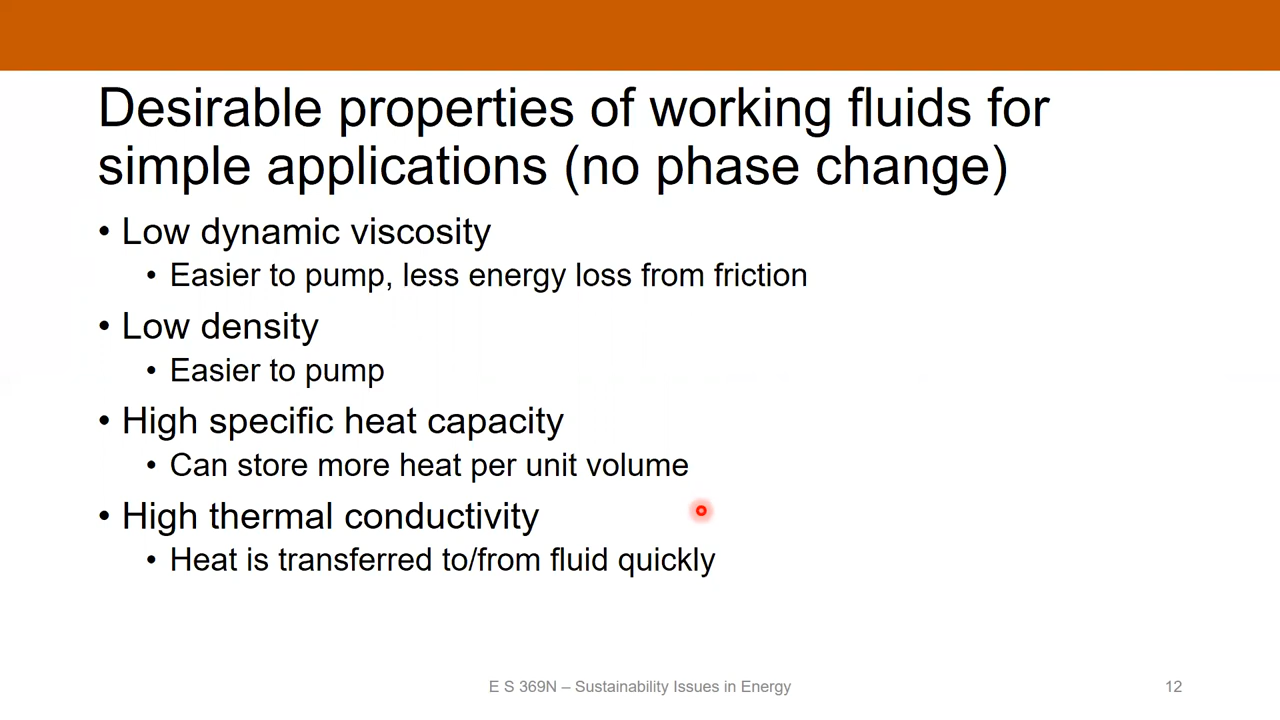 Desirable properties of working fluids for
simple applications (no phase change)
• Low dynamic viscosity
• Easier to pump, less energy loss from friction
• Low density
• Easier to pump
• High specific heat capacity
• Can store more heat per unit volume
• High thermal conductivity
• Heat is transferred to/from fluid quickly
E S 369N – Sustainability Issues in Energy
12